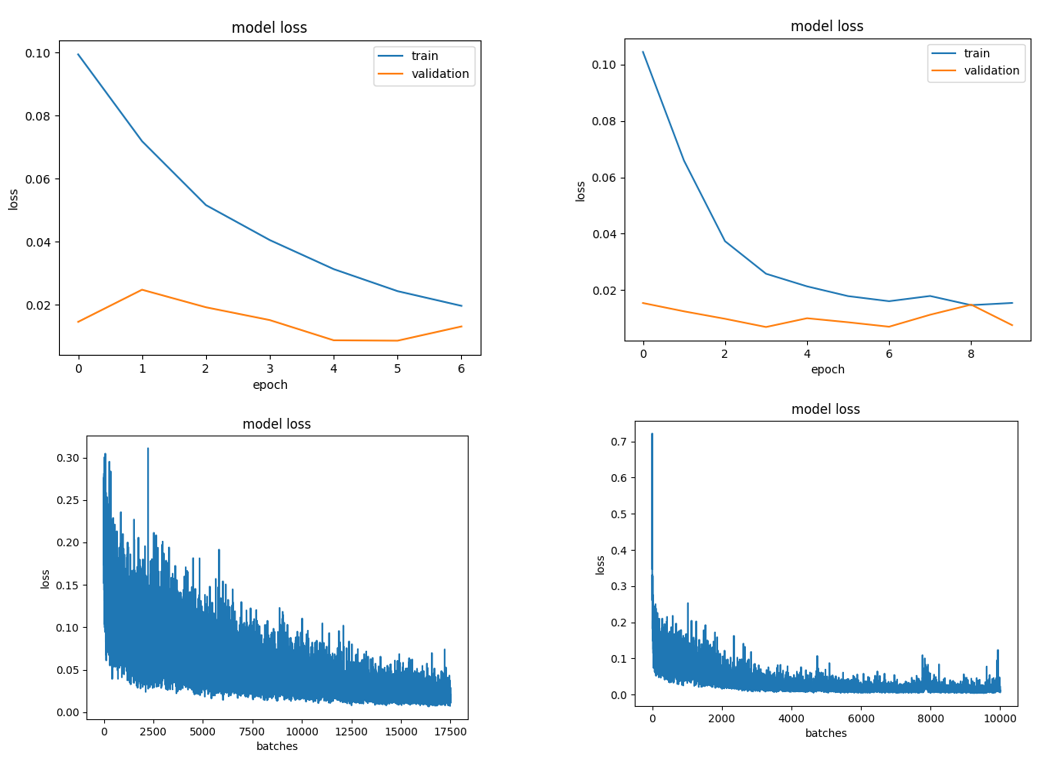 model loss
0.10
0.08
0.06
0.04
0.02
loss
train
validation
0 1 2 3 4 5 6
epoch
model loss
0.10
0.08
0.06
0.04
0.02
loss
train
validation
0 2 4 6 8
epoch
model loss
0.30
0.25
0.20
0.15
0.10
0.05
0.00
loss
0 2500 5000 7500 10000 12500 15000 17500
batches
model loss
0.7
0.6
0.5
0.4
0.3
0.2
0.1
0.0
loss
0 2000 4000 6000 8000 10000
batches